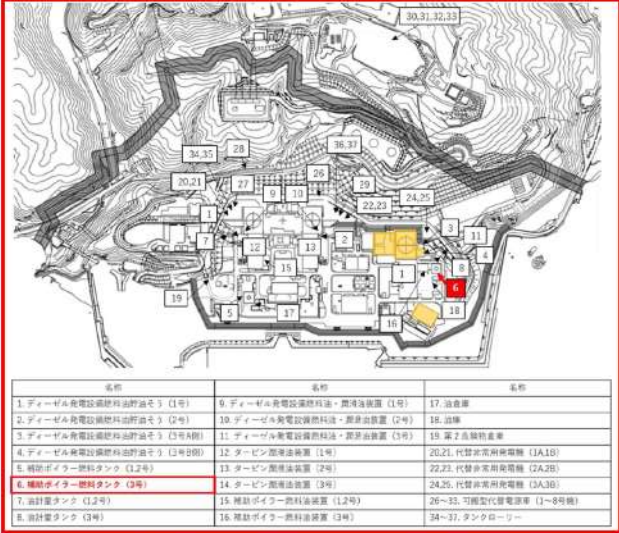 30,31,32,33
34,35
28
36,37
20,21
27
9
10
26
29
22,23
24,25
1
3
11
7
12
13
2
4
8
15
1
6
19
5
17
16
18
名称
名称
名称
1. ディーゼル発電設備燃料油貯油そう (1号)
9. ディーゼル発電設備燃料油・潤滑油装置 (1号)
17. 油倉庫
2. ディーゼル発電設備燃料油貯油そう (2号)
10. ディーゼル発電設備燃料油・潤滑油装置 (2号)
18. 油庫
3. ディーゼル発電設備燃料油貯油そう (3号A側)
11. ディーゼル発電設備燃料油・潤滑油装置 (3号)
19. 第2危険物倉庫
4. ディーゼル発電設備燃料油貯油そう (3号B側)
12. タービン潤滑油装置 (1号)
20,21. 代替非常用発電機 (1A,1B)
5. 補助ボイラー燃料タンク (1,2号)
13. タービン潤滑油装置 (2号)
22,23. 代替非常用発電機 (2A,2B)
6. 補助ボイラー燃料タンク (3号)
14. タービン潤滑油装置 (3号)
24,25. 代替非常用発電機 (3A,3B)
7. 油計量タンク (1,2号)
15. 補助ボイラー燃料油装置 (1,2号)
26~33. 可搬型代替電源車 (1~8号機)
8. 油計量タンク (3号)
16. 補助ボイラー燃料油装置 (3号)
34~37. タンクローリー